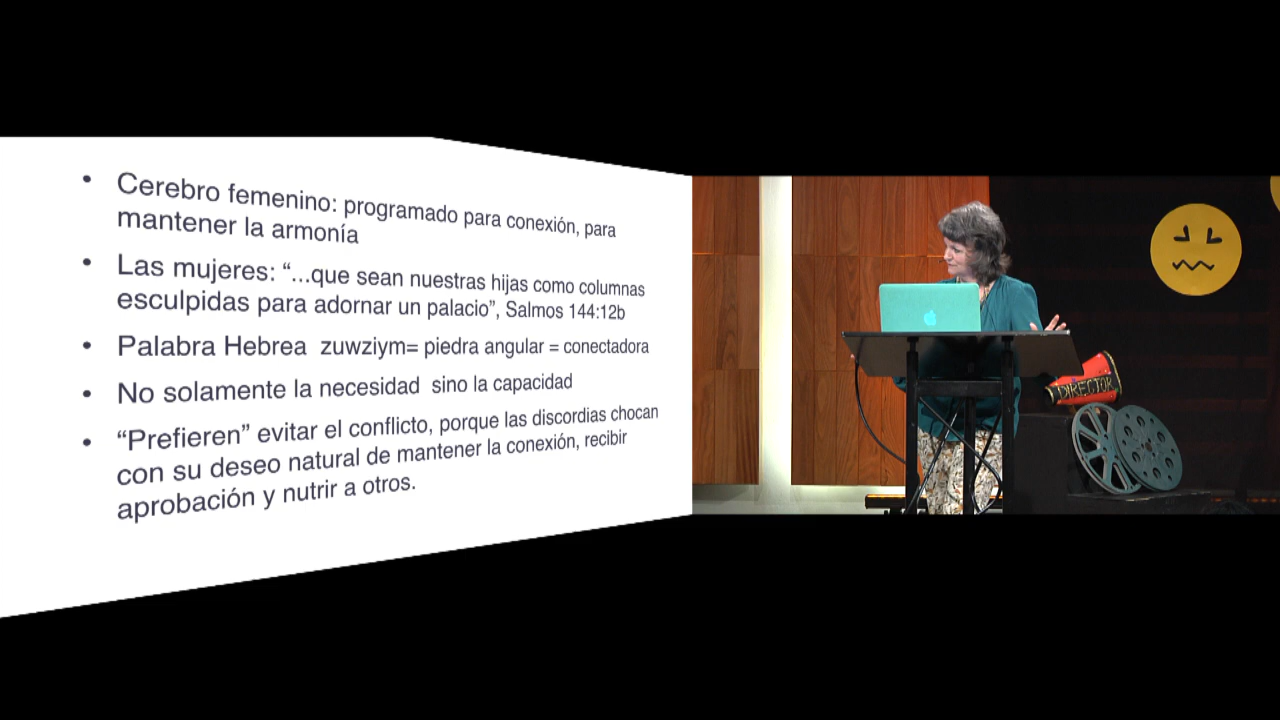 • Cerebro femenino: programado para conexión, para
mantener la armonía
• Las mujeres: “...que sean nuestras hijas como columnas
esculpidas para adornar un palacio”, Salmos 144:12b
• Palabra Hebrea  zuwziym= piedra angular = conectadora
• No solamente la necesidad  sino la capacidad
• “Prefieren” evitar el conflicto, porque las discordias chocan
con su deseo natural de mantener la conexión, recibir
aprobación y nutrir a otros.
DIRECTOR